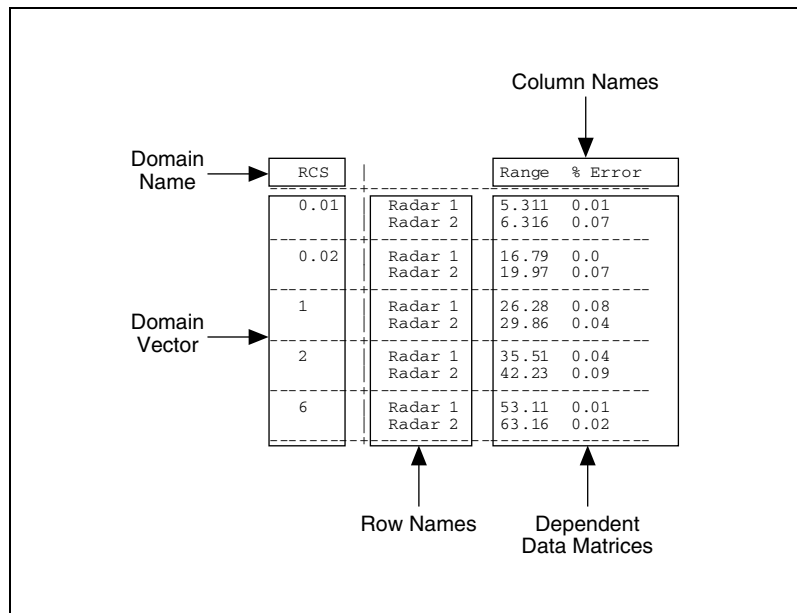 Column Names
Domain
Name
RCS | Range % Error
0.01 | Radar 1 5.311 0.01
Radar 2 6.316 0.07
0.02 | Radar 1 16.79 0.0
Radar 2 19.97 0.07
1 | Radar 1 26.28 0.08
Radar 2 29.86 0.04
Domain
Vector
2 | Radar 1 35.51 0.04
Radar 2 42.23 0.09
6 | Radar 1 53.11 0.01
Radar 2 63.16 0.02
Row Names
Dependent
Data Matrices